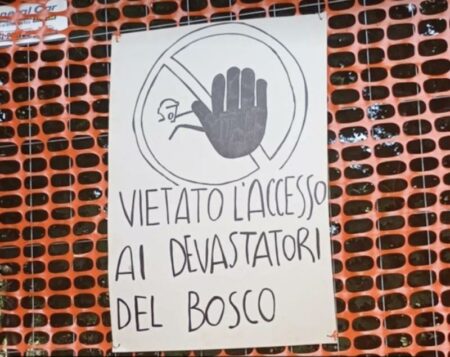 VIETATO L'ACCESSO
AI DEVASTATORI
DEL BOSCO